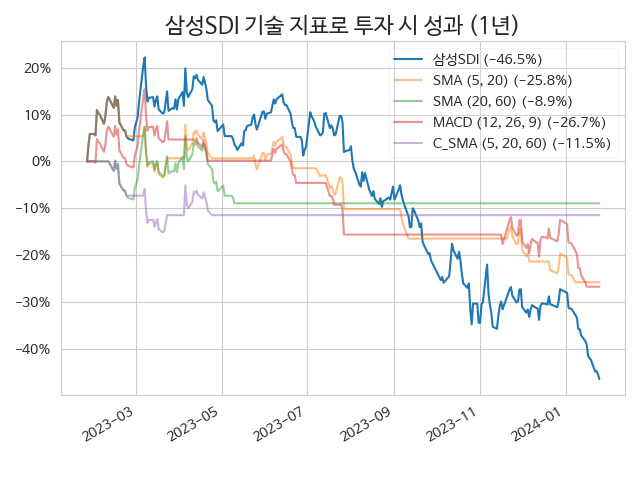 삼성SDI 기술 지표로 투자 시 성과 (1년)
삼성SDI (−46.5%)
SMA (5, 20) (−25.8%)
SMA (20, 60) (−8.9%)
MACD (12, 26, 9) (−26.7%)
C_SMA (5, 20, 60) (−11.5%)
20%
10%
0%
−10%
−20%
−30%
−40%
2023−03
2023−05
2023−07
2023−09
2023−11
2024−01